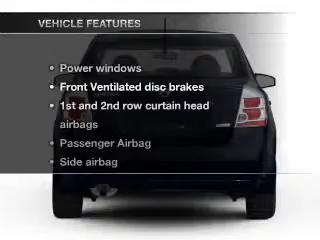 VEHICLE FEATURES
• Power windows
• Front Ventilated disc brakes
• 1st and 2nd row curtain head
airbags
• Passenger Airbag
• Side airbag